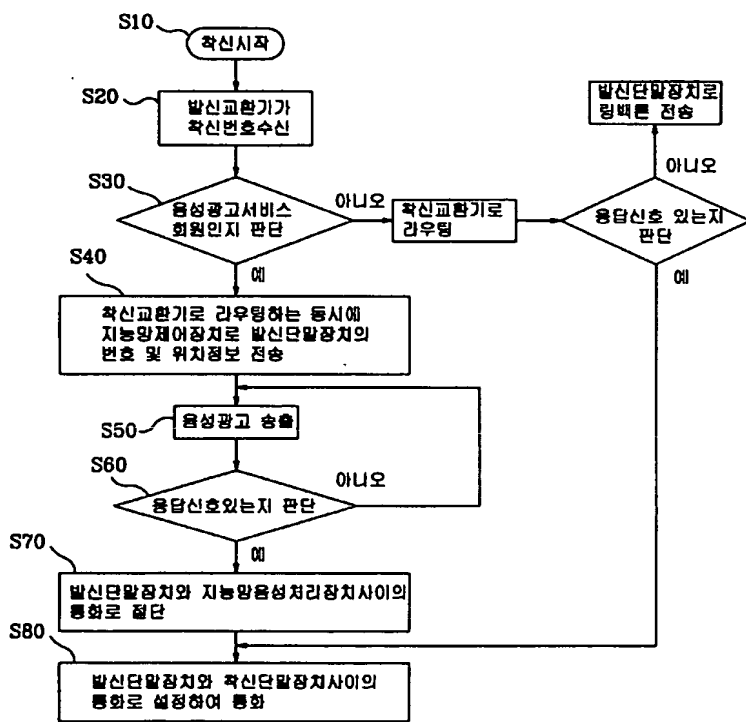 S10
착신시작
S20
발신교환기가
착신번호수신
발신단말장치로
링백톤 전송
S30
음성광고서비스
회원인지 판단
아니오
착신교환기로
라우팅
아니오
응답신호 있는지
판단
예
예
S40
착신교환기로 라우팅하는 동시에
지능망제어장치로 발신단말장치의
번호 및 위치정보 전송
S50
음성광고 송출
S60
응답신호있는지 판단
아니오
예
S70
발신단말장치와 지능망음성처리장치사이의
통화로 절단
S80
발신단말장치와 착신단말장치사이의
통화로 설정하여 통화